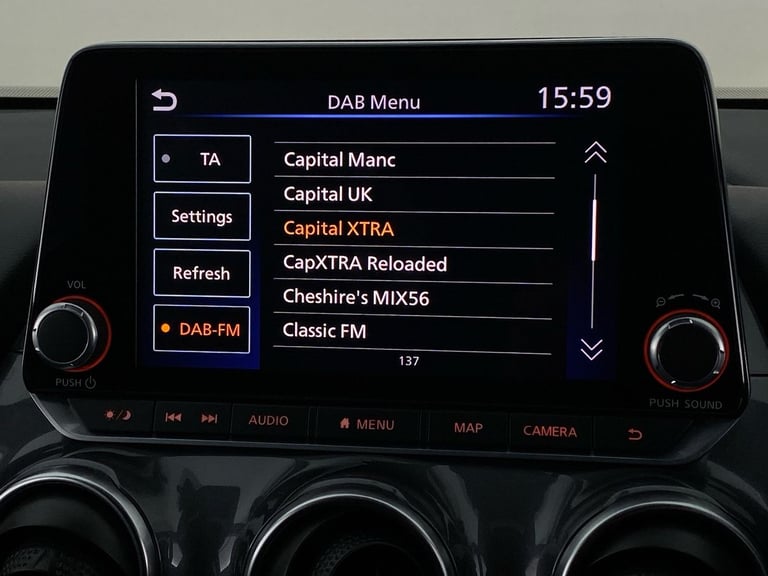 DAB Menu
15:59
TA
Settings
Refresh
DAB-FM
Capital Manc
Capital UK
Capital XTRA
CapXTRA Reloaded
Cheshire's MIX56
Classic FM
137
VOL
PUSH
PUSH SOUND
AUDIO
MENU
MAP
CAMERA